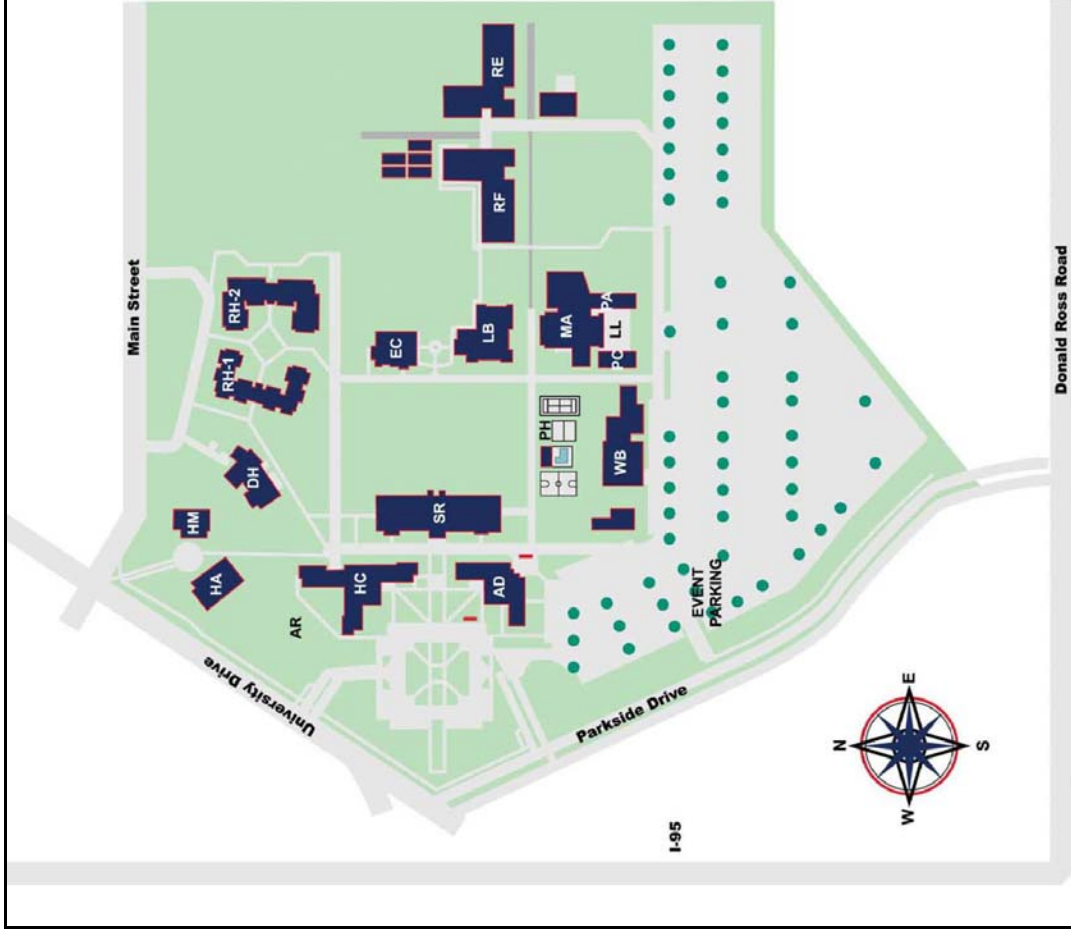 Main Street
RE
RF
RH-2
RH-1
EC
LB
MA
PA
LL
PC
DH
PH
HM
SR
WB
HA
HC
AD
AR
EVENT
PARKING
University Drive
Parkside Drive
Donald Ross Road
I-95
N
E
S
W